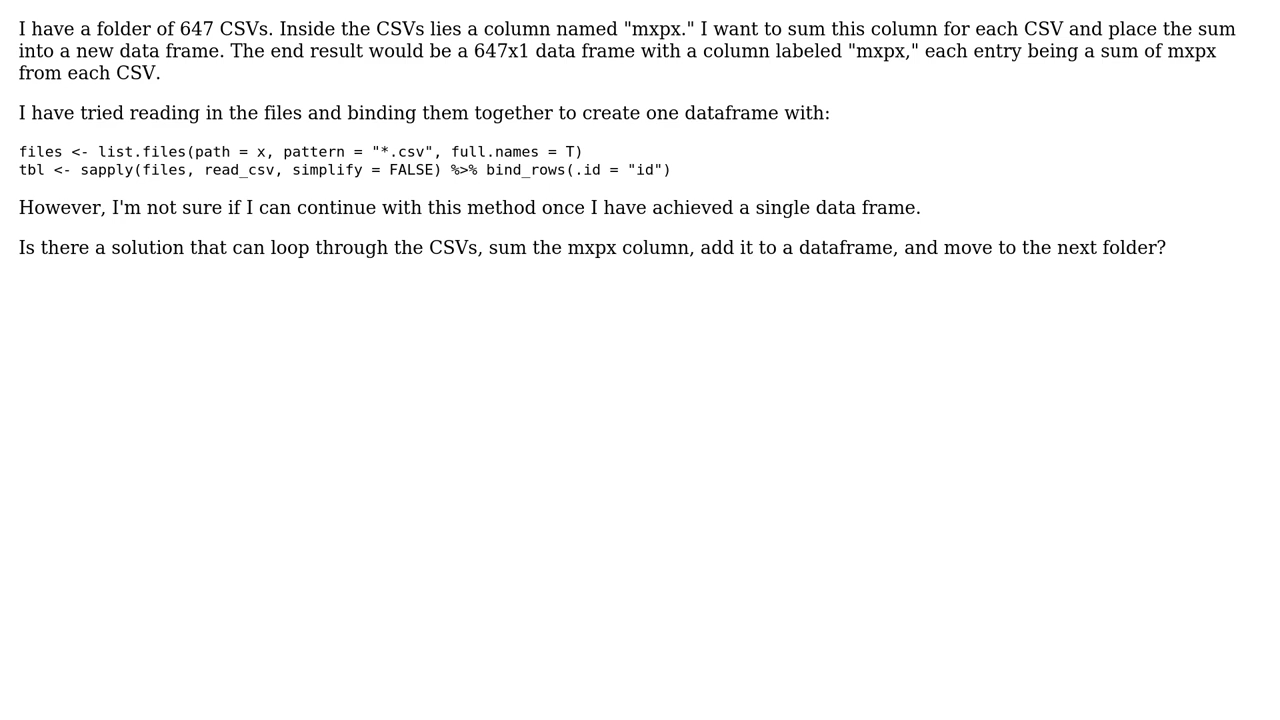 I have a folder of 647 CSVs. Inside the CSVs lies a column named "mxpx." I want to sum this column for each CSV and place the sum
into a new data frame. The end result would be a 647x1 data frame with a column labeled "mxpx," each entry being a sum of mxpx
from each CSV.
I have tried reading in the files and binding them together to create one dataframe with:
files <- list.files(path = x, pattern = "*.csv", full.names = T)
tbl <- sapply(files, read_csv, simplify = FALSE) %>% bind_rows(.id = "id")
However, I'm not sure if I can continue with this method once I have achieved a single data frame.
Is there a solution that can loop through the CSVs, sum the mxpx column, add it to a dataframe, and move to the next folder?